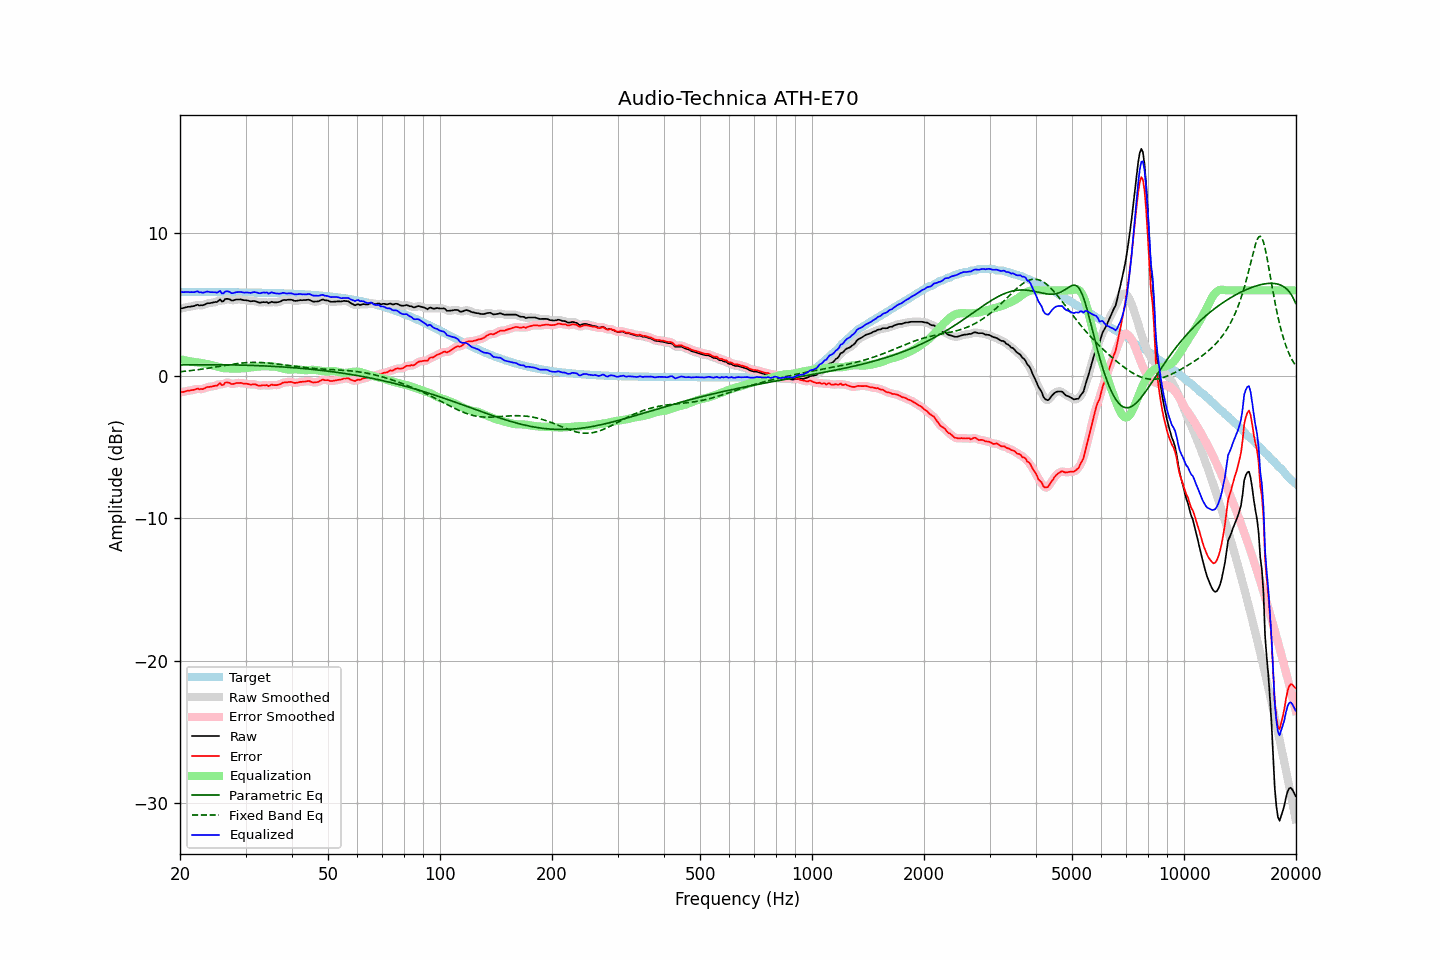 Audio-Technica ATH-E70
Amplitude (dBr)
10
0
−10
−20
−30
Target
Raw Smoothed
Error Smoothed
Raw
Error
Equalization
Parametric Eq
Fixed Band Eq
Equalized
20 50 100 200 500 1000 2000 5000 10000 20000
Frequency (Hz)